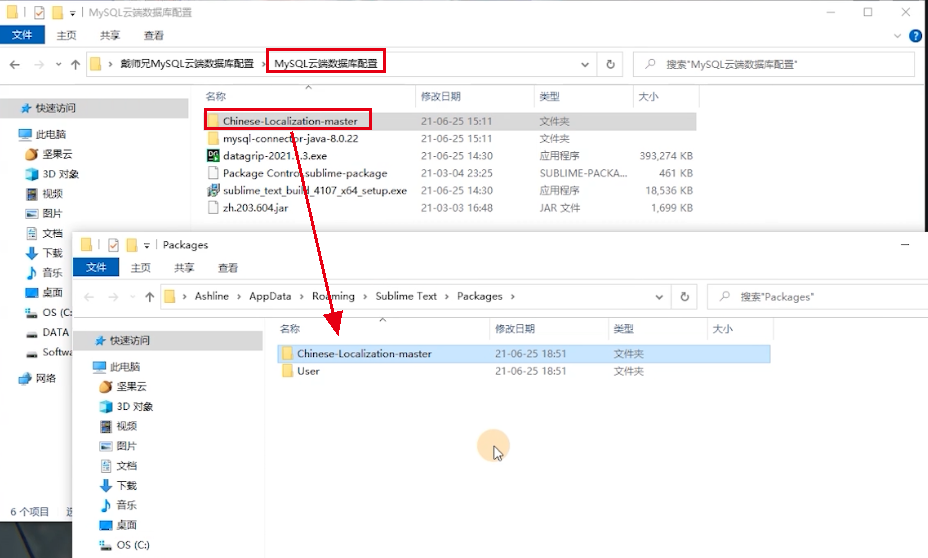 MySQL云端数据库配置
文件 主页 共享 查看
戴师兄MySQL云端数据库配置 › MySQL云端数据库配置 搜索"MySQL云端数据库配置"
名称 修改日期 类型 大小
快速访问
Chinese-Localization-master 21-06-25 15:11 文件夹
此电脑
mysql-connector-java-8.0.22 21-06-25 15:11 文件夹
坚果云
datagrip-2021.1.3.exe 21-06-25 14:30 应用程序 393,274 KB
3D 对象
Package Control.sublime-package 21-03-04 23:25 SUBLIME-PACKA... 461 KB
视频
sublime_text_build_4107_x64_setup.exe 21-06-25 14:30 应用程序 18,536 KB
图片
zh.203.604.jar 21-03-03 16:48 JAR 文件 1,699 KB
文档
下载
音乐
桌面
OS (C:)
DATA
Softwa
网络
6 个项目
Packages
文件 主页 共享 查看
Ashline › AppData › Roaming › Sublime Text › Packages › 搜索"Packages"
名称 修改日期 类型 大小
快速访问
Chinese-Localization-master 21-06-25 18:51 文件夹
此电脑
User 21-06-25 18:51 文件夹
坚果云
3D 对象
视频
图片
文档
下载
音乐
桌面
OS (C:)